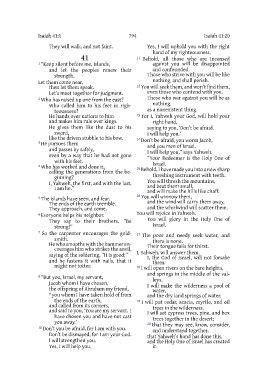 Isaiah 41:1
794
Isaiah 41:20
They will walk, and not faint.
41
1 "Keep silent before me, islands,
and let the peoples renew their
strength.
Let them come near,
then let them speak.
Let's meet together for judgment.
2 Who has raised up one from the east?
Who called him to his feet in righ-
teousness?
He hands over nations to him
and makes him rule over kings.
He gives them like the dust to his
sword,
like the driven stubble to his bow.
3 He pursues them
and passes by safely,
even by a way that he had not gone
with his feet.
4 Who has worked and done it,
calling the generations from the be-
ginning?
I, Yahweh, the first, and with the last,
I am he."
5 The islands have seen, and fear.
The ends of the earth tremble.
They approach, and come.
6 Everyone helps his neighbor.
They say to their brothers, "Be
strong!"
7 So the carpenter encourages the gold-
smith.
He who smooths with the hammer en-
courages him who strikes the anvil,
saying of the soldering, "It is good;"
and he fastens it with nails, that it
might not totter.
8 "But you, Israel, my servant,
Jacob whom I have chosen,
the offspring of Abraham my friend,
9 you whom I have taken hold of from
the ends of the earth,
and called from its corners,
and said to you, 'You are my servant. I
have chosen you and have not cast
you away.'
10 Don't you be afraid, for I am with you.
Don't be dismayed, for I am your God.
I will strengthen you.
Yes, I will help you.
Yes, I will uphold you with the right
hand of my righteousness.
11 Behold, all those who are incensed
against you will be disappointed
and confounded.
Those who strive with you will be like
nothing, and shall perish.
12 You will seek them, and won't find them,
even those who contend with you.
Those who war against you will be as
nothing,
as a nonexistent thing.
13 For I, Yahweh your God, will hold your
right hand,
saying to you, 'Don't be afraid.
I will help you.'
14 Don't be afraid, you worm Jacob,
and you men of Israel.
I will help you," says Yahweh.
"Your Redeemer is the Holy One of
Israel.
15 Behold, I have made you into a new sharp
threshing instrument with teeth.
You will thresh the mountains,
and beat them small,
and will make the hills like chaff.
16 You will winnow them,
and the wind will carry them away,
and the whirlwind will scatter them.
You will rejoice in Yahweh.
You will glory in the Holy One of
Israel.
17 The poor and needy seek water, and
there is none.
Their tongue fails for thirst.
I, Yahweh, will answer them.
I, the God of Israel, will not forsake
them.
18 I will open rivers on the bare heights,
and springs in the middle of the val-
leys.
I will make the wilderness a pool of
water,
and the dry land springs of water.
19 I will put cedar, acacia, myrtle, and oil
trees in the wilderness.
I will set cypress trees, pine, and box
trees together in the desert;
20 that they may see, know, consider,
and understand together,
that Yahweh's hand has done this,
and the Holy One of Israel has created
it.